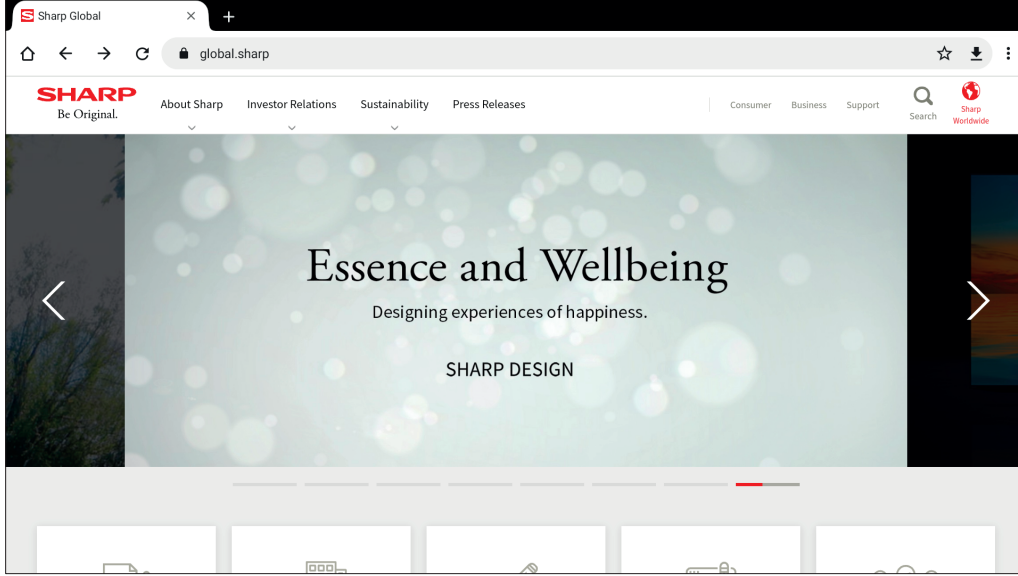 Sharp Global
global.sharp
SHARP
Be Original.
About Sharp
Investor Relations
Sustainability
Press Releases
Consumer
Business
Support
Search
Sharp
Worldwide
Essence and Wellbeing
Designing experiences of happiness.
SHARP DESIGN